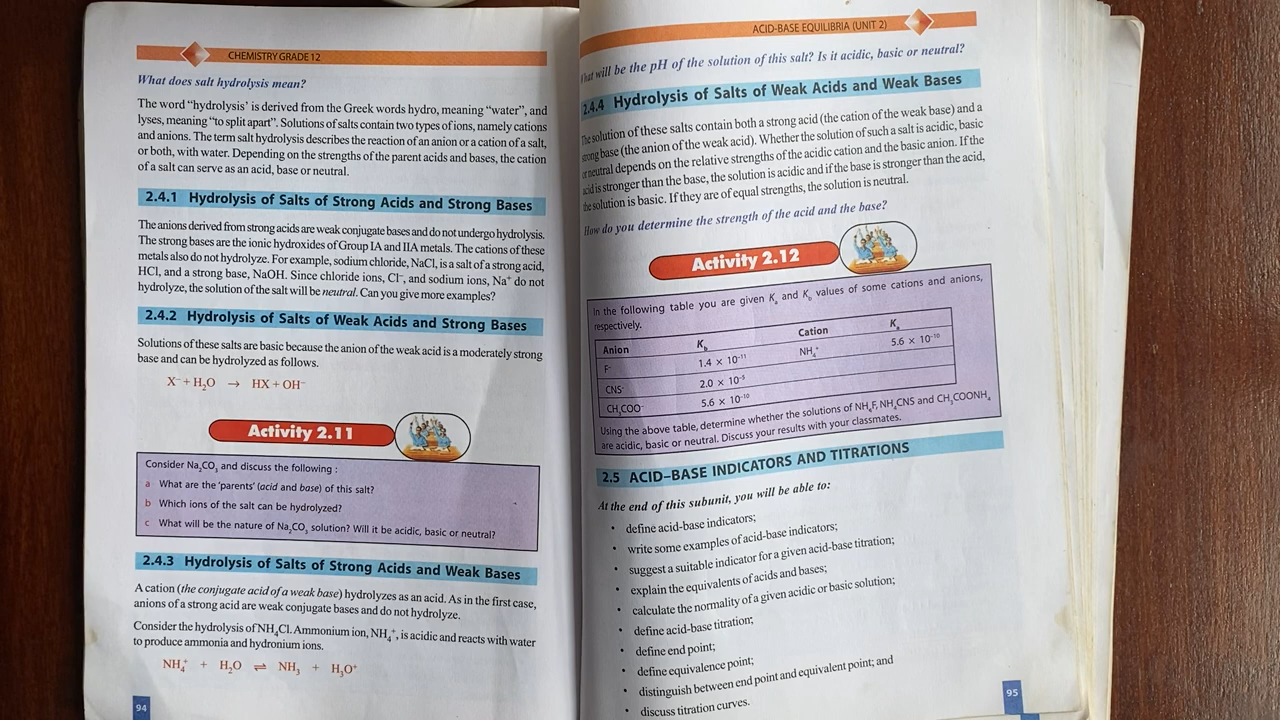 CHEMISTRY GRADE 12
What does salt hydrolysis mean?
The word “hydrolysis’ is derived from the Greek words hydro, meaning “water”, and
lyses, meaning “to split apart”. Solutions of salts contain two types of ions, namely cations
and anions. The term salt hydrolysis describes the reaction of an anion or a cation of a salt,
or both, with water. Depending on the strengths of the parent acids and bases, the cation
of a salt can serve as an acid, base or neutral.
2.4.1 Hydrolysis of Salts of Strong Acids and Strong Bases
The anions derived from strong acids are weak conjugate bases and do not undergo hydrolysis.
The strong bases are the ionic hydroxides of Group IA and IIA metals. The cations of these
metals also do not hydrolyze. For example, sodium chloride, NaCl, is a salt of a strong acid,
HCl, and a strong base, NaOH. Since chloride ions, Cl⁻, and sodium ions, Na⁺ do not
hydrolyze, the solution of the salt will be neutral. Can you give more examples?
2.4.2 Hydrolysis of Salts of Weak Acids and Strong Bases
Solutions of these salts are basic because the anion of the weak acid is a moderately strong
base and can be hydrolyzed as follows.
X⁻ + H₂O → HX + OH⁻
Activity 2.11
Consider Na₂CO₃ and discuss the following :
a What are the ‘parents’ (acid and base) of this salt?
b Which ions of the salt can be hydrolyzed?
c What will be the nature of Na₂CO₃ solution? Will it be acidic, basic or neutral?
2.4.3 Hydrolysis of Salts of Strong Acids and Weak Bases
A cation (the conjugate acid of a weak base) hydrolyzes as an acid. As in the first case,
anions of a strong acid are weak conjugate bases and do not hydrolyze.
Consider the hydrolysis of NH₄Cl. Ammonium ion, NH₄⁺, is acidic and reacts with water
to produce ammonia and hydronium ions.
NH₄⁺ + H₂O ⇌ NH₃ + H₃O⁺
94
ACID-BASE EQUILIBRIA (UNIT 2)
What will be the pH of the solution of this salt? Is it acidic, basic or neutral?
2.4.4 Hydrolysis of Salts of Weak Acids and Weak Bases
The solution of these salts contain both a strong acid (the cation of the weak base) and a
strong base (the anion of the weak acid). Whether the solution of such a salt is acidic, basic
or neutral depends on the relative strengths of the acidic cation and the basic anion. If the
acid is stronger than the base, the solution is acidic and if the base is stronger than the acid,
the solution is basic. If they are of equal strengths, the solution is neutral.
How do you determine the strength of the acid and the base?
Activity 2.12
In the following table you are given Kₐ and K_b values of some cations and anions,
respectively.
Anion K_b Cation Kₐ
F⁻ 1.4 × 10⁻¹¹ NH₄⁺ 5.6 × 10⁻¹⁰
CNS⁻ 2.0 × 10⁻⁵
CH₃COO⁻ 5.6 × 10⁻¹⁰
Using the above table, determine whether the solutions of NH₄F, NH₄CNS and CH₃COONH₄
are acidic, basic or neutral. Discuss your results with your classmates.
2.5 ACID–BASE INDICATORS AND TITRATIONS
At the end of this subunit, you will be able to:
• define acid-base indicators;
• write some examples of acid-base indicators;
• suggest a suitable indicator for a given acid-base titration;
• explain the equivalents of acids and bases;
• calculate the normality of a given acidic or basic solution;
• define acid-base titration;
• define end point;
• define equivalence point;
• distinguish between end point and equivalent point; and
• discuss titration curves.
95